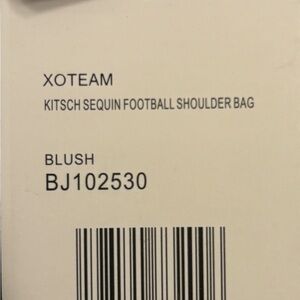 XOTEAM
KITSCH SEQUIN FOOTBALL SHOULDER BAG
BLUSH
BJ102530